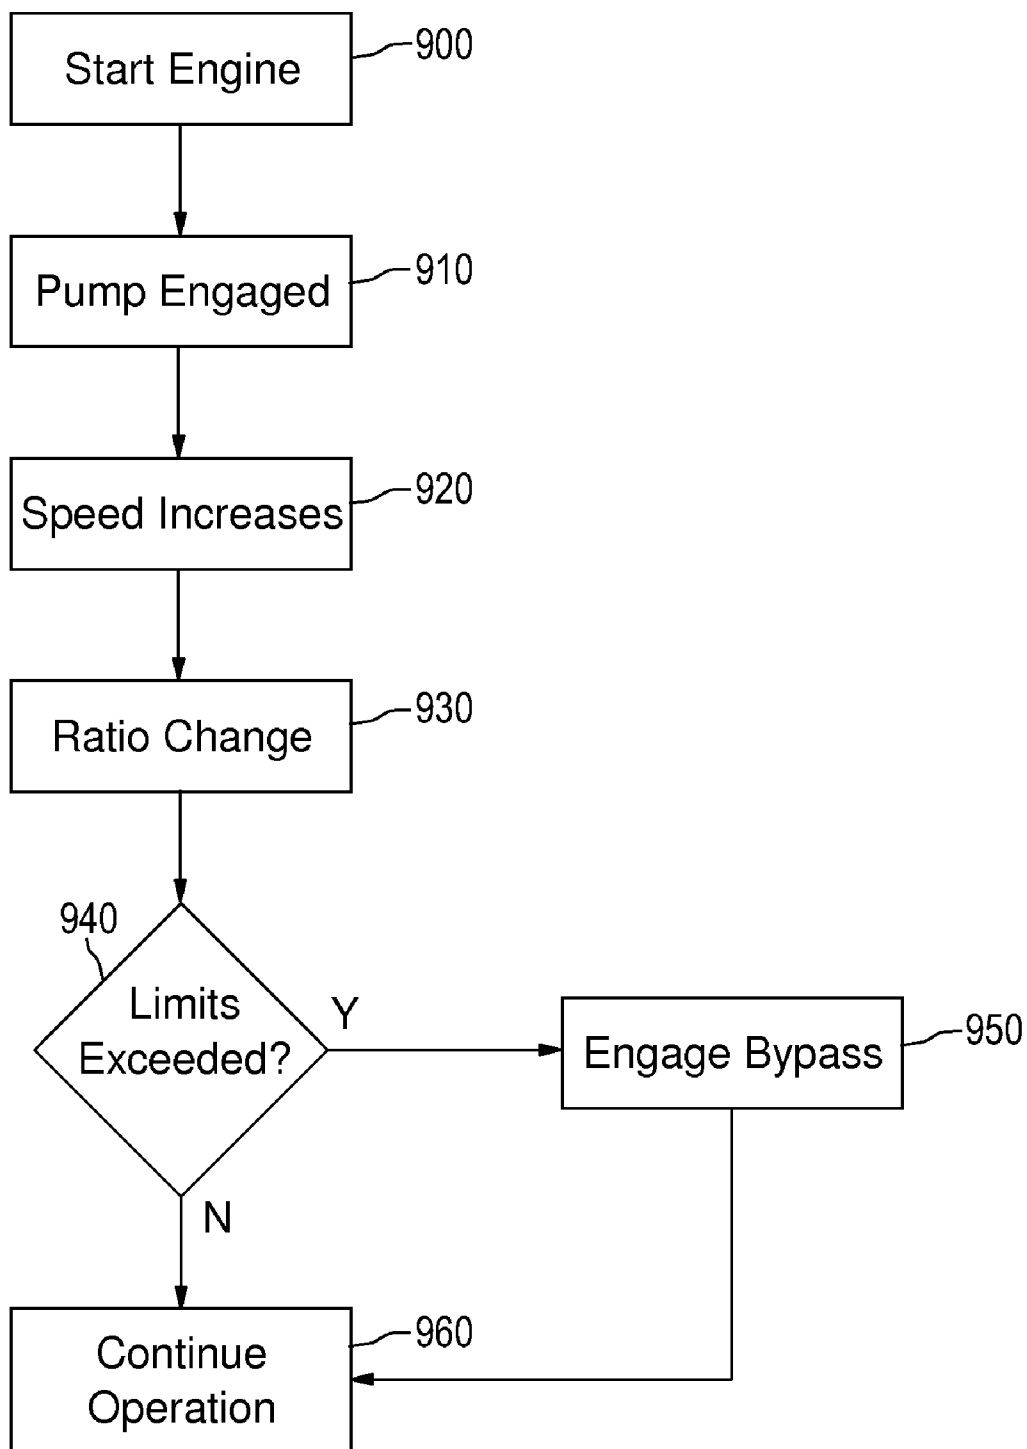 Start Engine
900
Pump Engaged
910
Speed Increases
920
Ratio Change
930
940
Limits
Exceeded?
Y
Engage Bypass
950
N
Continue
Operation
960